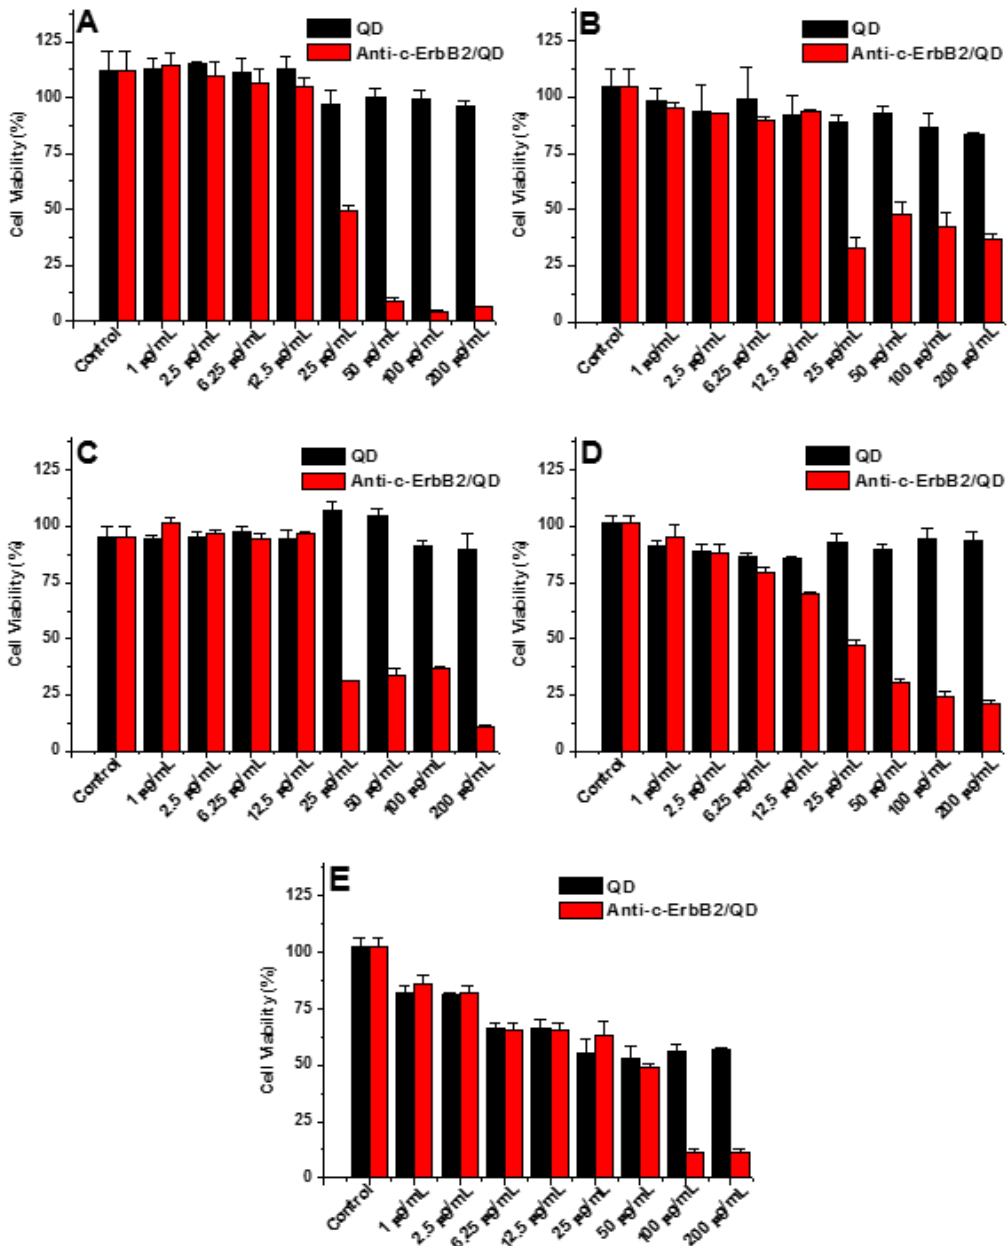 A
QD
Anti-c-ErbB2/QD
Cell Viability (%)
125
100
75
50
25
0
Control
1 µg/mL
2.5 µg/mL
6.25 µg/mL
12.5 µg/mL
25 µg/mL
50 µg/mL
100 µg/mL
200 µg/mL
B
QD
Anti-c-ErbB2/QD
Cell Viability (%)
125
100
75
50
25
0
Control
1 µg/mL
2.5 µg/mL
6.25 µg/mL
12.5 µg/mL
25 µg/mL
50 µg/mL
100 µg/mL
200 µg/mL
C
QD
Anti-c-ErbB2/QD
Cell Viability (%)
125
100
75
50
25
0
Control
1 µg/mL
2.5 µg/mL
6.25 µg/mL
12.5 µg/mL
25 µg/mL
50 µg/mL
100 µg/mL
200 µg/mL
D
QD
Anti-c-ErbB2/QD
Cell Viability (%)
125
100
75
50
25
0
Control
1 µg/mL
2.5 µg/mL
6.25 µg/mL
12.5 µg/mL
25 µg/mL
50 µg/mL
100 µg/mL
200 µg/mL
E
QD
Anti-c-ErbB2/QD
Cell Viability (%)
125
100
75
50
25
0
Control
1 µg/mL
2.5 µg/mL
6.25 µg/mL
12.5 µg/mL
25 µg/mL
50 µg/mL
100 µg/mL
200 µg/mL